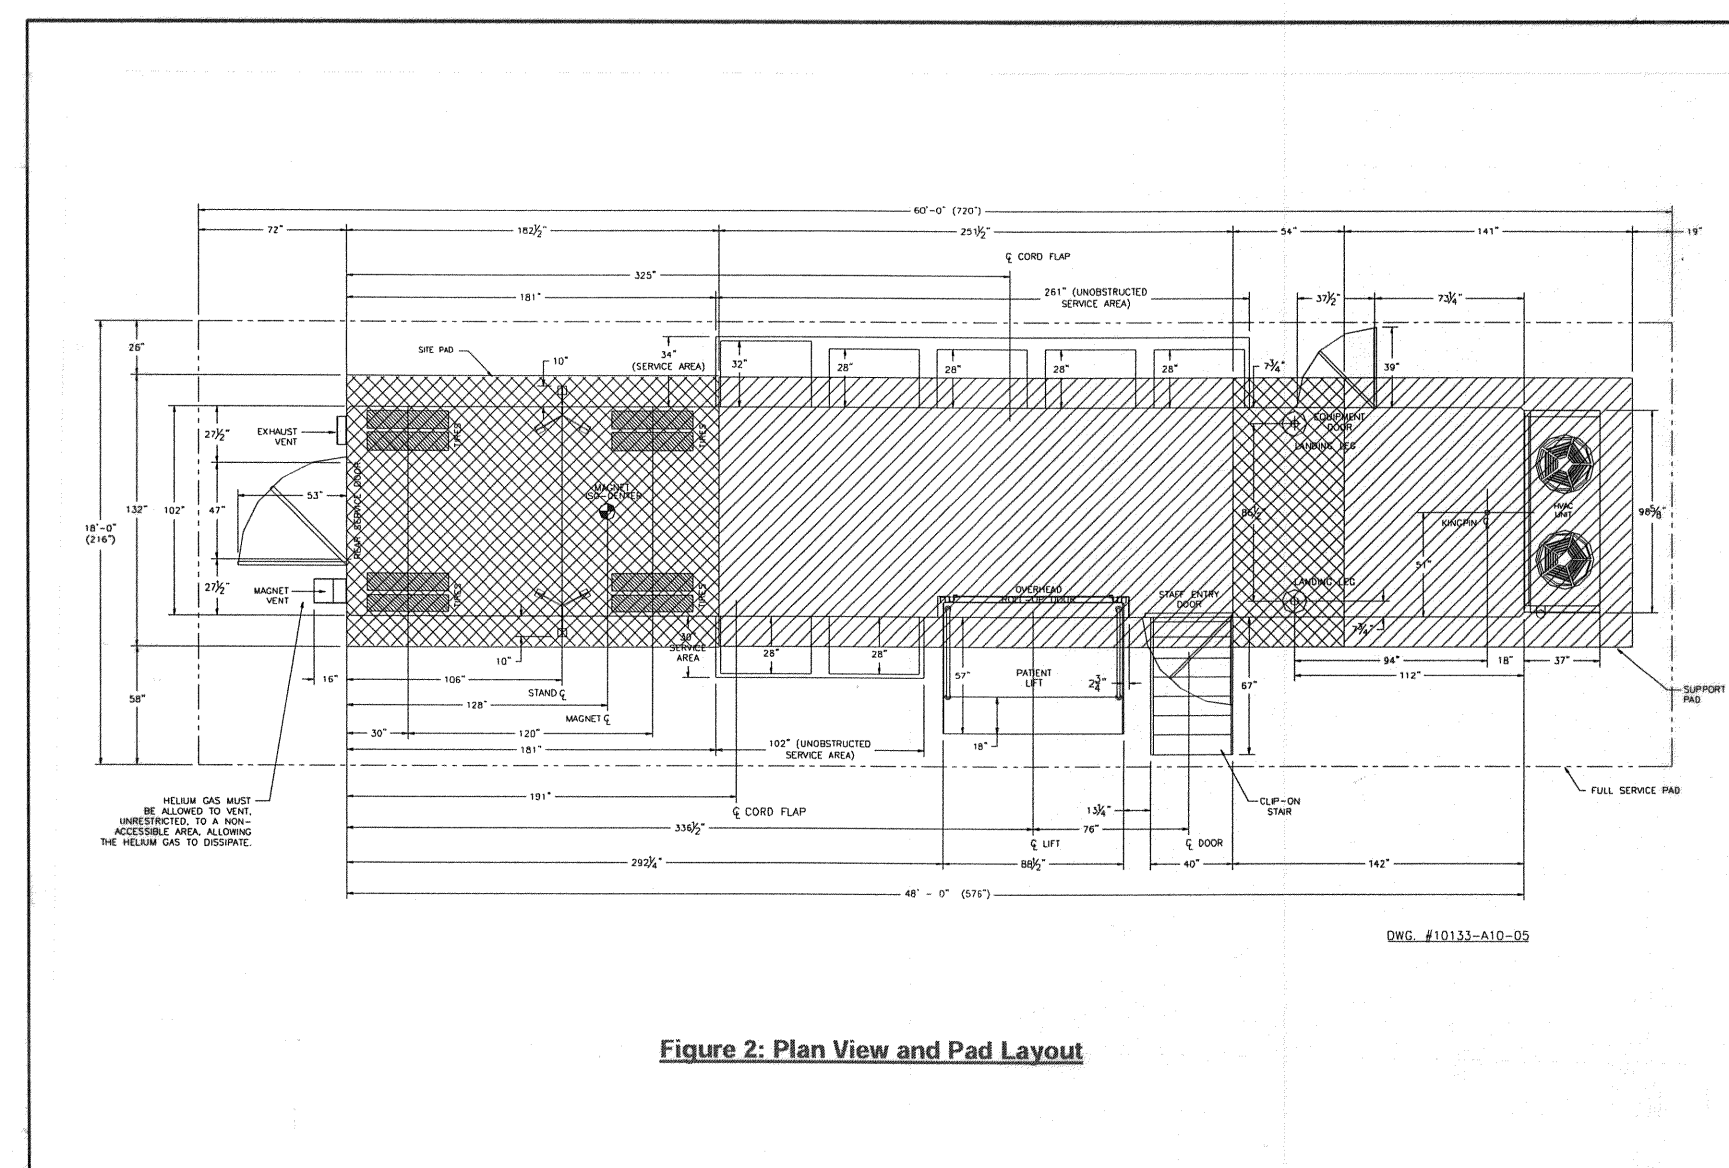 60'-0" (720")
72"
182½"
251½"
54"
141"
19"
℄ CORD FLAP
325"
181"
261" (UNOBSTRUCTED
SERVICE AREA)
37½"
73¼"
26"
SITE PAD
10"
34"
(SERVICE AREA)
32"
28"
28"
28"
28"
7¾"
39"
EXHAUST
VENT
27½"
TIRES
TIRES
EQUIPMENT
DOOR
LANDING LEG
REAR SERVICE DOOR
53"
MAGNET
ISO-CENTER
18'-0"
(216")
132"
102"
47"
86½"
KINGPIN ℄
HVAC
UNIT
98⅝"
51"
MAGNET
VENT
27½"
TIRES
TIRES
OVERHEAD
ROLL-UP DOOR
STAFF ENTRY
DOOR
LANDING LEG
7¾"
10"
30"
SERVICE
AREA
28"
28"
57"
PATIENT
LIFT
2¾"
67"
94"
18"
37"
112"
16"
106"
STAND ℄
58"
128"
MAGNET ℄
SUPPORT
PAD
30"
120"
181"
102" (UNOBSTRUCTED
SERVICE AREA)
18"
FULL SERVICE PAD
HELIUM GAS MUST
BE ALLOWED TO VENT,
UNRESTRICTED, TO A NON-
ACCESSIBLE AREA, ALLOWING
THE HELIUM GAS TO DISSIPATE.
191"
℄ CORD FLAP
13¼"
CLIP-ON
STAIR
336½"
76"
℄ LIFT
℄ DOOR
292¼"
88½"
40"
142"
48' - 0" (576")
DWG. #10133-A10-05
Figure 2: Plan View and Pad Layout